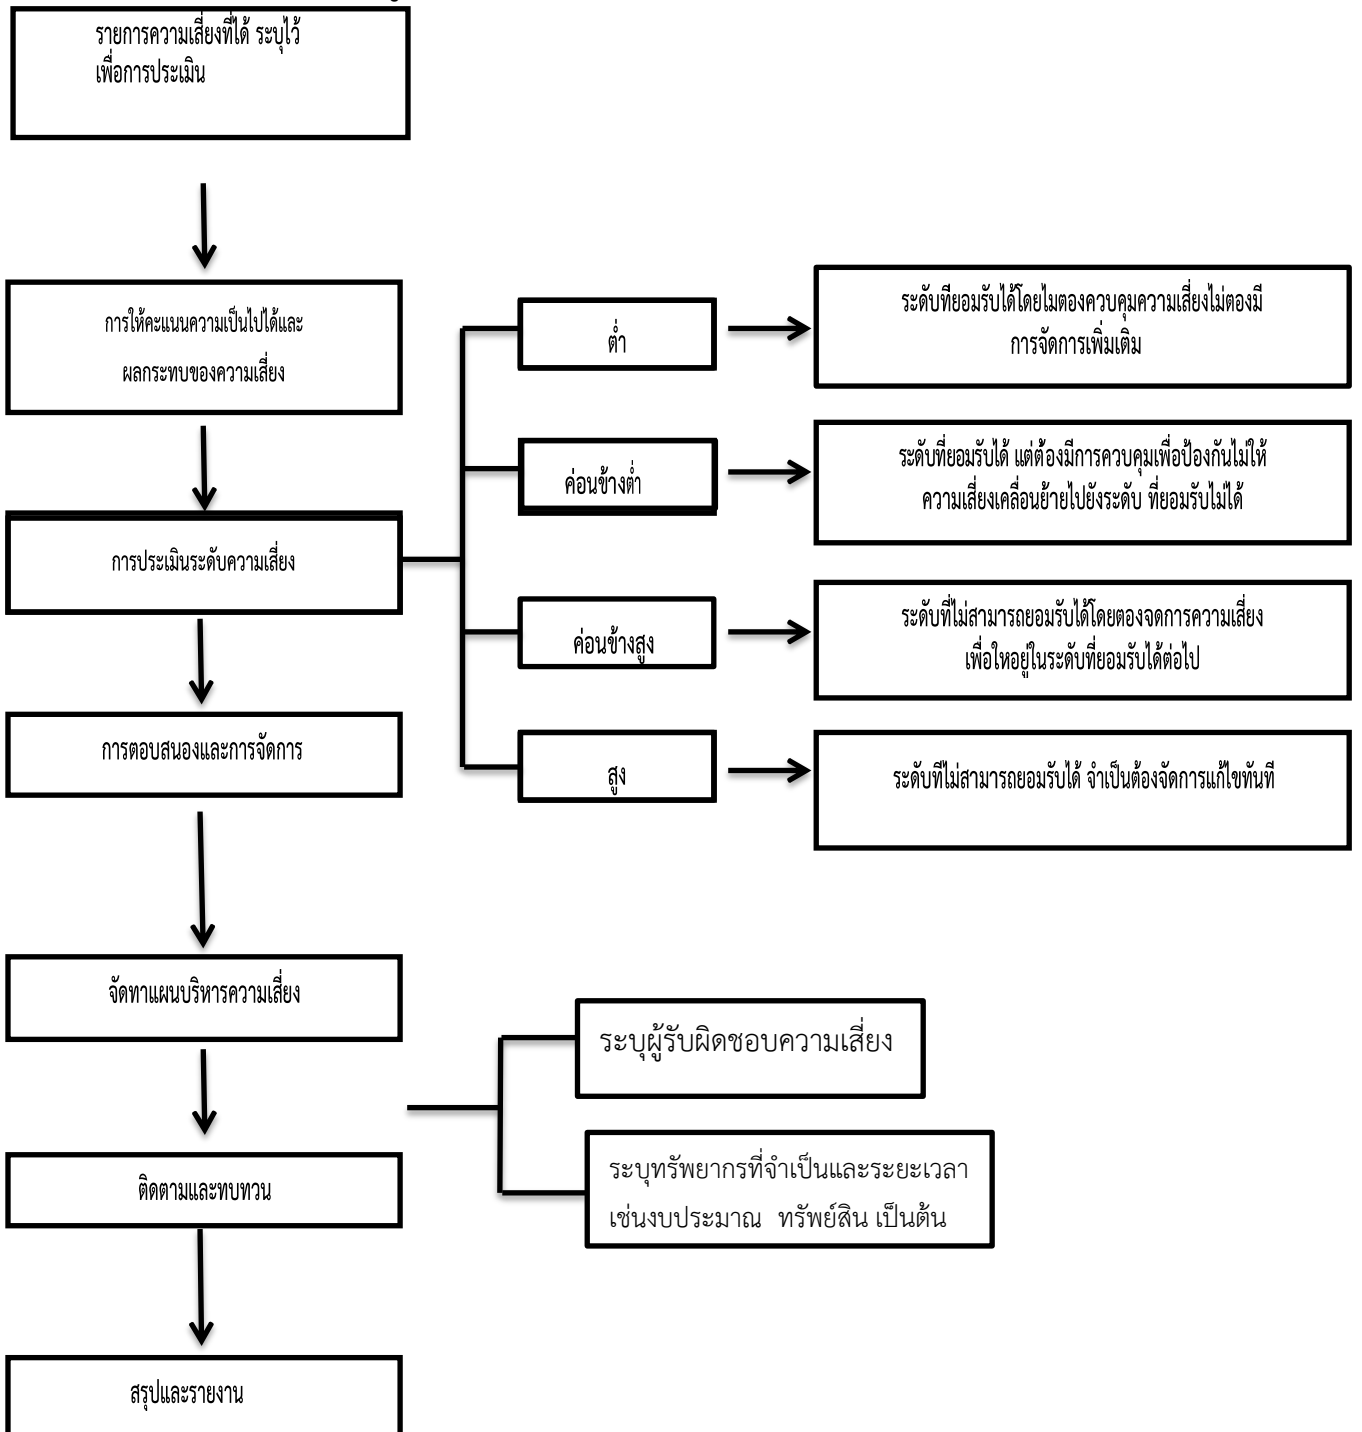 รายการความเสี่ยงที่ได้ ระบุไว้
เพื่อการประเมิน
การให้คะแนนความเป็นไปได้และ
ผลกระทบของความเสี่ยง
การประเมินระดับความเสี่ยง
การตอบสนองและการจัดการ
จัดทาแผนบริหารความเสี่ยง
ติดตามและทบทวน
สรุปและรายงาน
ต่ำ
ระดับทียอมรับได้โดยไมตองควบคุมความเสี่ยงไม่ตองมี
การจัดการเพิ่มเติม
ค่อนข้างต่ำ
ระดับที่ยอมรับได้ แต่ต้องมีการควบคุมเพื่อป้องกันไม่ให้
ความเสี่ยงเคลื่อนย้ายไปยังระดับ ที่ยอมรับไม่ได้
ค่อนข้างสูง
ระดับที่ไม่สามารถยอมรับได้โดยตองจดการความเสี่ยง
เพื่อใหอยู่ในระดับที่ยอมรับได้ต่อไป
สูง
ระดับทีไม่สามารถยอมรับได้ จำเป็นต้องจัดการแก้ไขทันที
ระบุผู้รับผิดชอบความเสี่ยง
ระบุทรัพยากรที่จำเป็นและระยะเวลา
เช่นงบประมาณ ทรัพย์สิน เป็นต้น